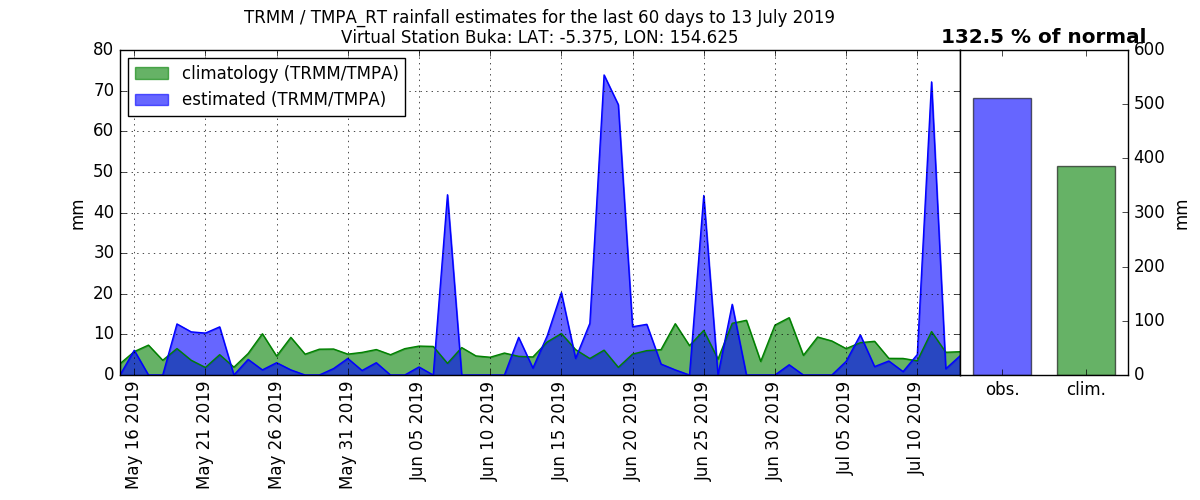 TRMM / TMPA_RT rainfall estimates for the last 60 days to 13 July 2019
Virtual Station Buka: LAT: -5.375, LON: 154.625
132.5 % of normal
climatology (TRMM/TMPA)
estimated (TRMM/TMPA)
mm
80
70
60
50
40
30
20
10
0
May 16 2019
May 21 2019
May 26 2019
May 31 2019
Jun 05 2019
Jun 10 2019
Jun 15 2019
Jun 20 2019
Jun 25 2019
Jun 30 2019
Jul 05 2019
Jul 10 2019
obs.
clim.
600
500
400
300
200
100
0
mm